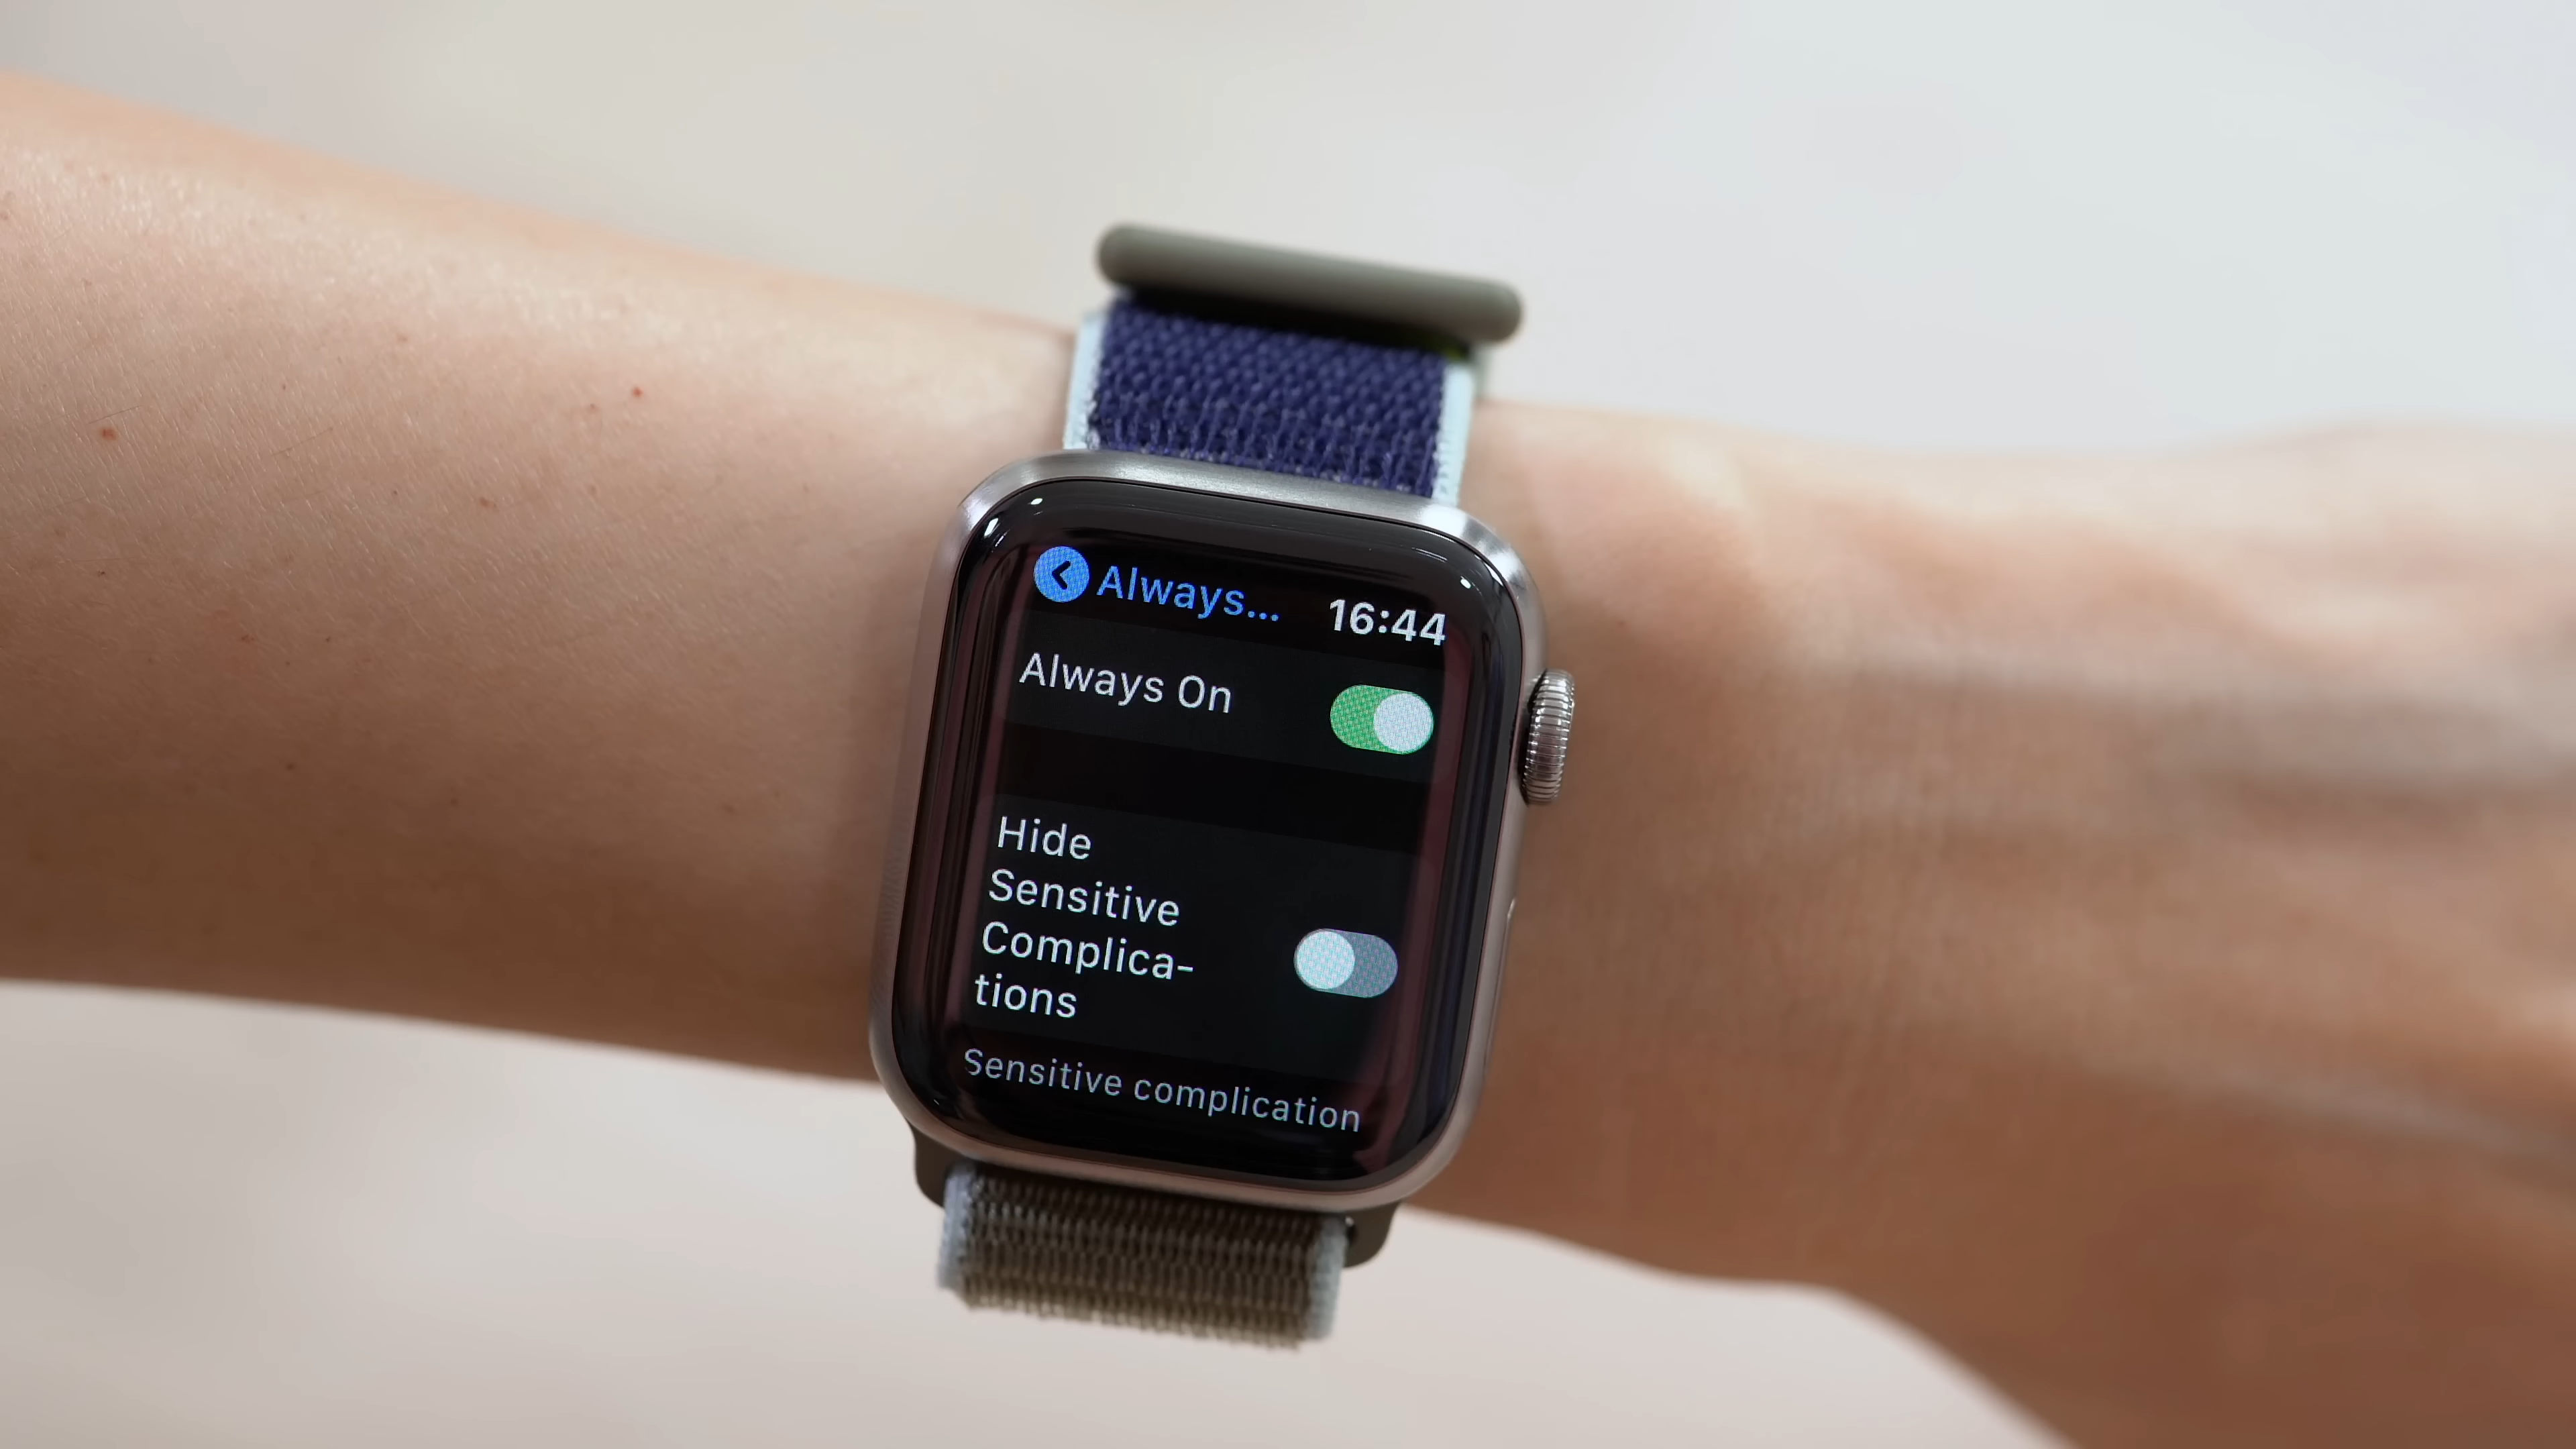 Always... 16:44
Always On
Hide
Sensitive
Complica-
tions
Sensitive complication